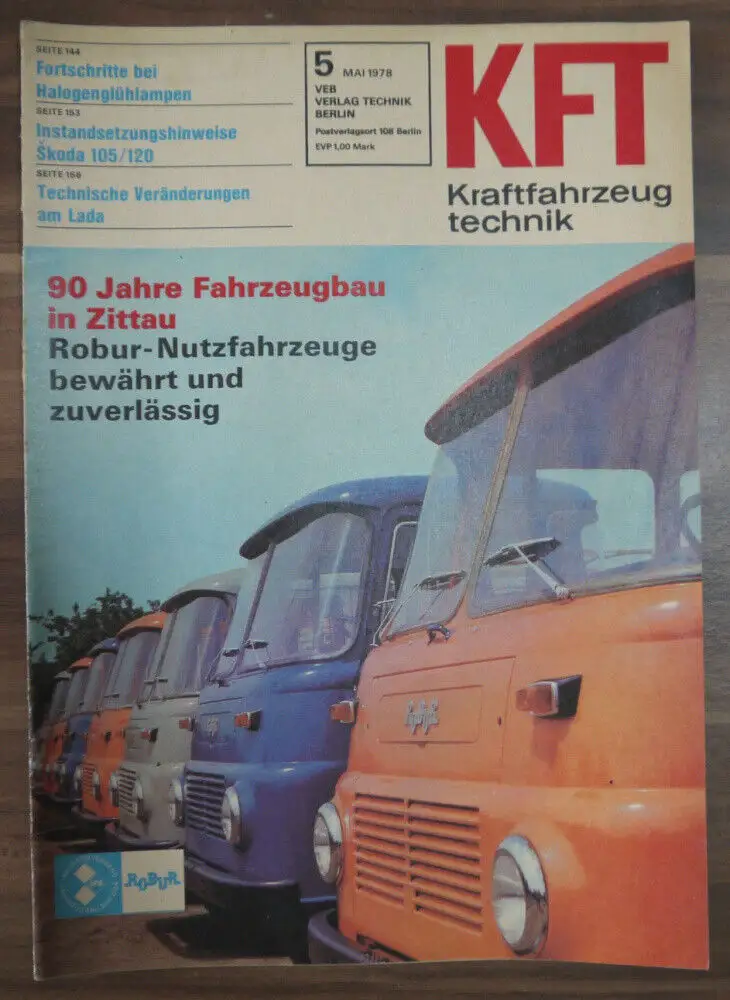 SEITE 144
Fortschritte bei
Halogenglühlampen
SEITE 153
Instandsetzungshinweise
Škoda 105/120
SEITE 158
Technische Veränderungen
am Lada
5 MAI 1978
VEB
VERLAG TECHNIK
BERLIN
Postverlagsort 108 Berlin
EVP 1,00 Mark
KFT
Kraftfahrzeug
technik
90 Jahre Fahrzeugbau
in Zittau
Robur-Nutzfahrzeuge
bewährt und
zuverlässig
ROBUR
ROBUR